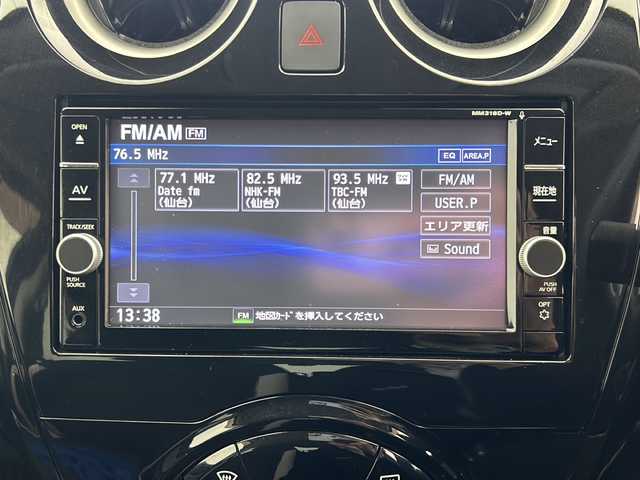 MM318D-W
OPEN
AV
TRACK/SEEK
PUSH SOURCE
AUX
FM/AM FM
76.5 MHz
EQ AREA.P
77.1 MHz
Date fm
(仙台)
82.5 MHz
NHK-FM
(仙台)
93.5 MHz
TBC-FM
(仙台)
FM/AM
USER.P
エリア更新
Sound
13:38
FM 地図ｶｰﾄﾞを挿入してください
メニュー
現在地
音量
PUSH AV OFF
OPT